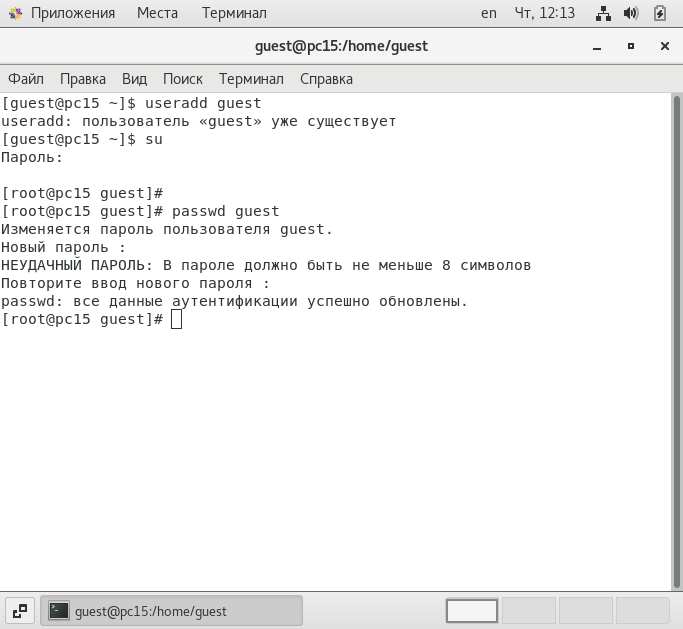 Приложения Места Терминал en Чт, 12:13
guest@pc15:/home/guest
Файл Правка Вид Поиск Терминал Справка
[guest@pc15 ~]$ useradd guest
useradd: пользователь «guest» уже существует
[guest@pc15 ~]$ su
Пароль:
[root@pc15 guest]#
[root@pc15 guest]# passwd guest
Изменяется пароль пользователя guest.
Новый пароль :
НЕУДАЧНЫЙ ПАРОЛЬ: В пароле должно быть не меньше 8 символов
Повторите ввод нового пароля :
passwd: все данные аутентификации успешно обновлены.
[root@pc15 guest]#
guest@pc15:/home/guest